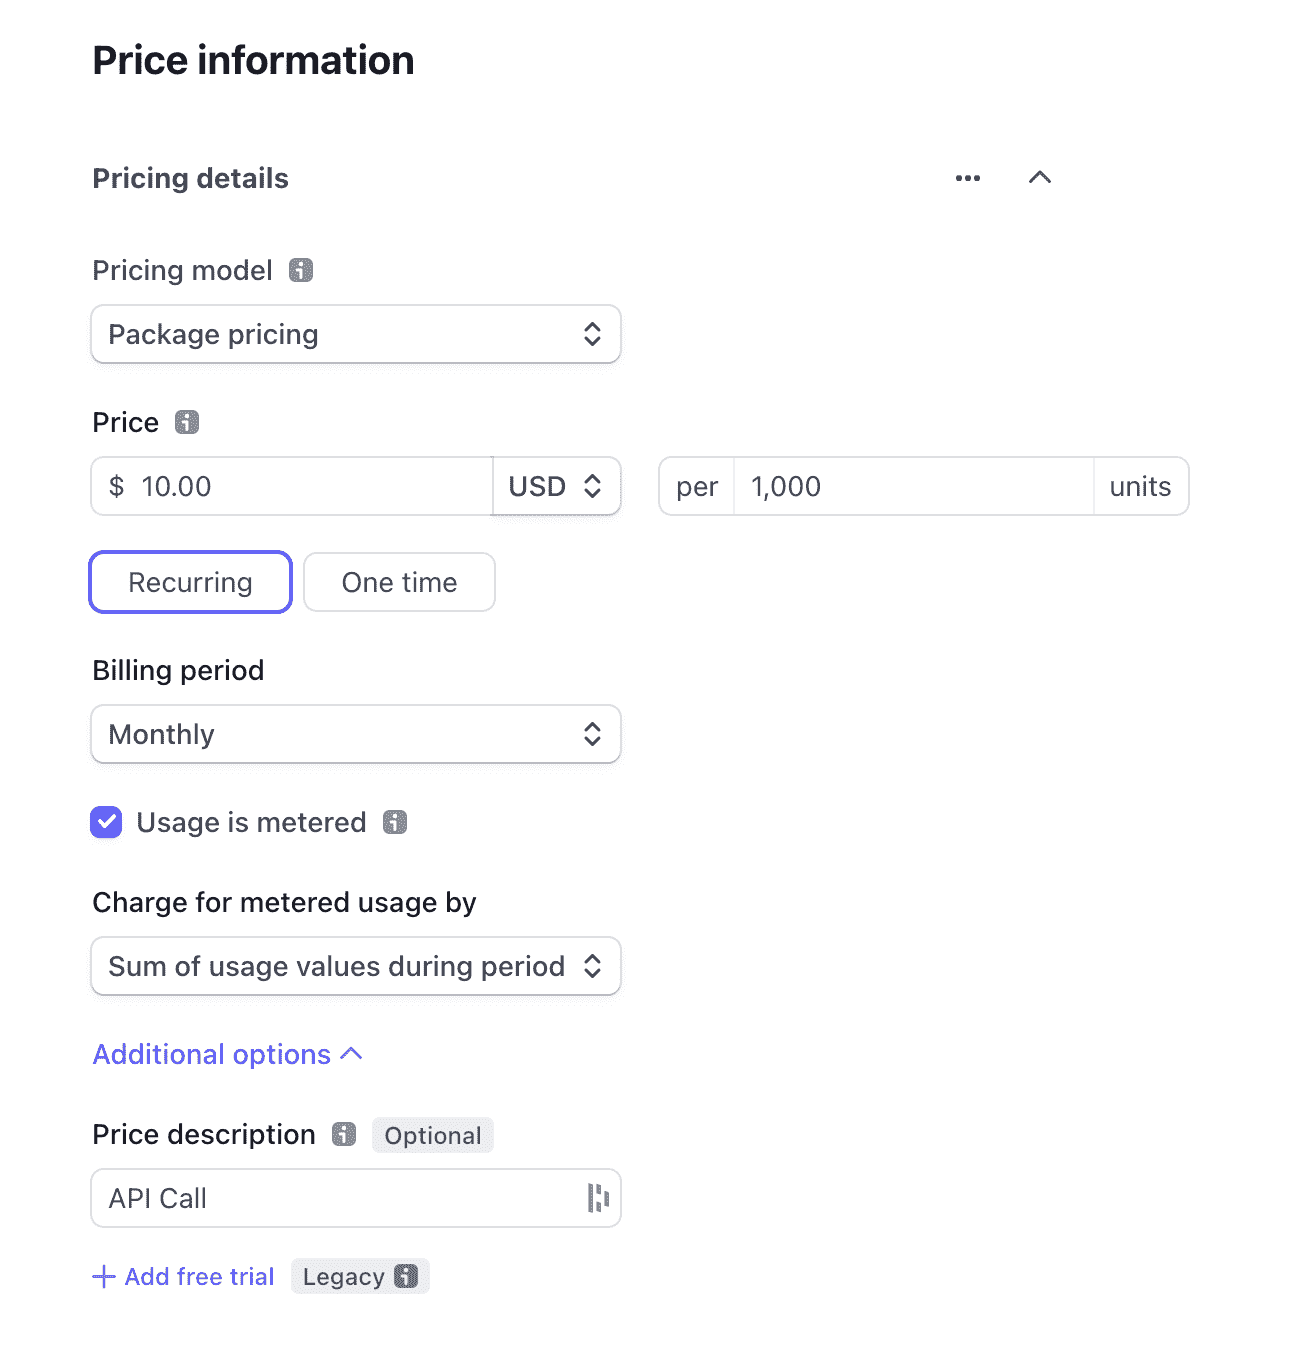 Price information
Pricing details
Pricing model
Package pricing
Price
$ 10.00 USD per 1,000 units
Recurring One time
Billing period
Monthly
Usage is metered
Charge for metered usage by
Sum of usage values during period
Additional options
Price description Optional
API Call
+ Add free trial Legacy